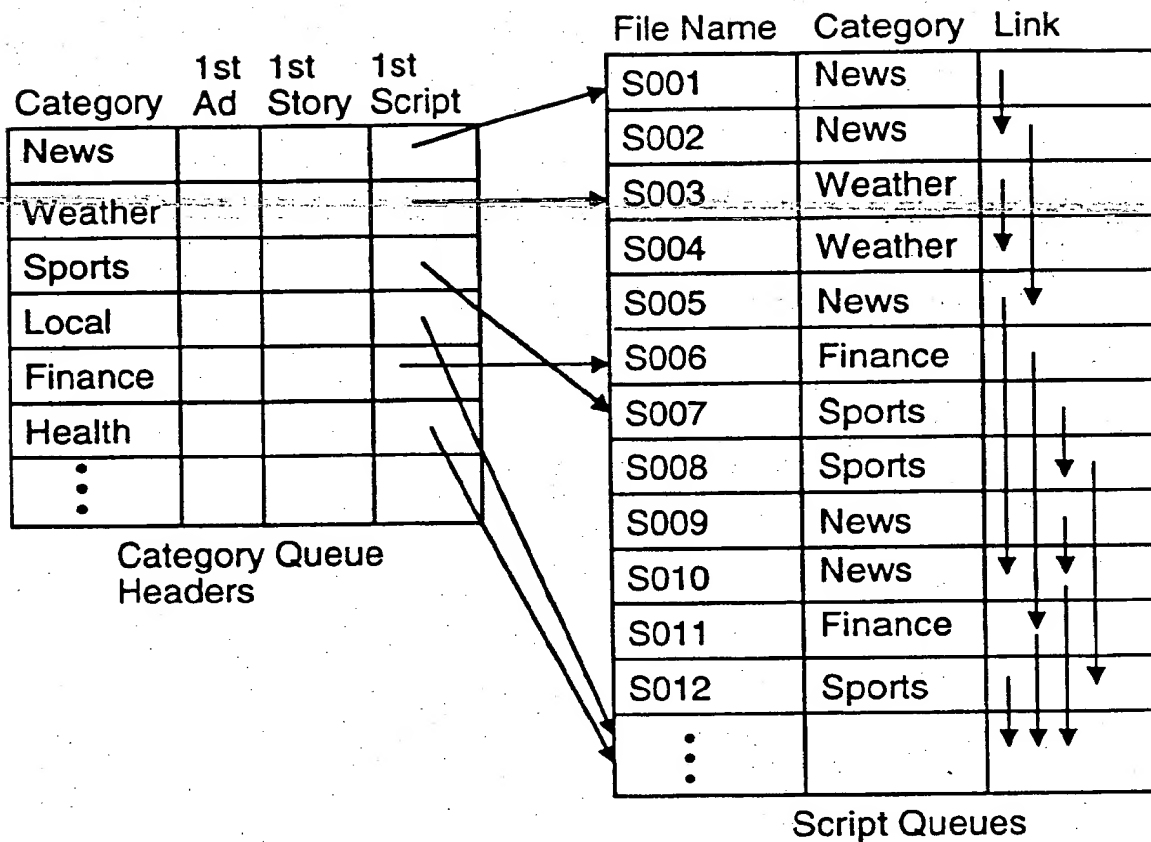 Category 1st Ad 1st Story 1st Script
News
Weather
Sports
Local
Finance
Health
Category Queue
Headers
File Name Category Link
S001 News
S002 News
S003 Weather
S004 Weather
S005 News
S006 Finance
S007 Sports
S008 Sports
S009 News
S010 News
S011 Finance
S012 Sports
Script Queues